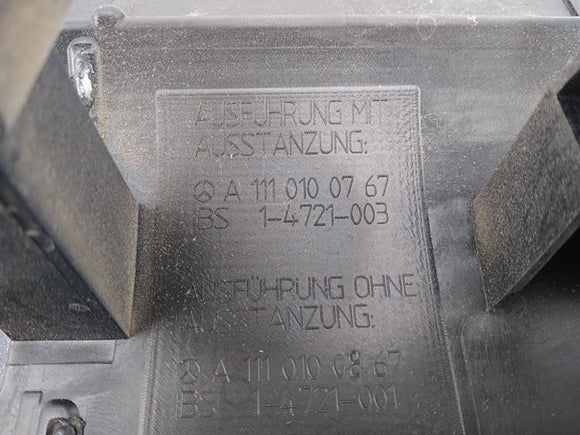 AUSFÜHRUNG MIT
AUSSTANZUNG:
A 111 010 07 67
BS 1-4721-003
AUSFÜHRUNG OHNE
AUSSTANZUNG:
A 111 010 08 67
BS 1-4721-001